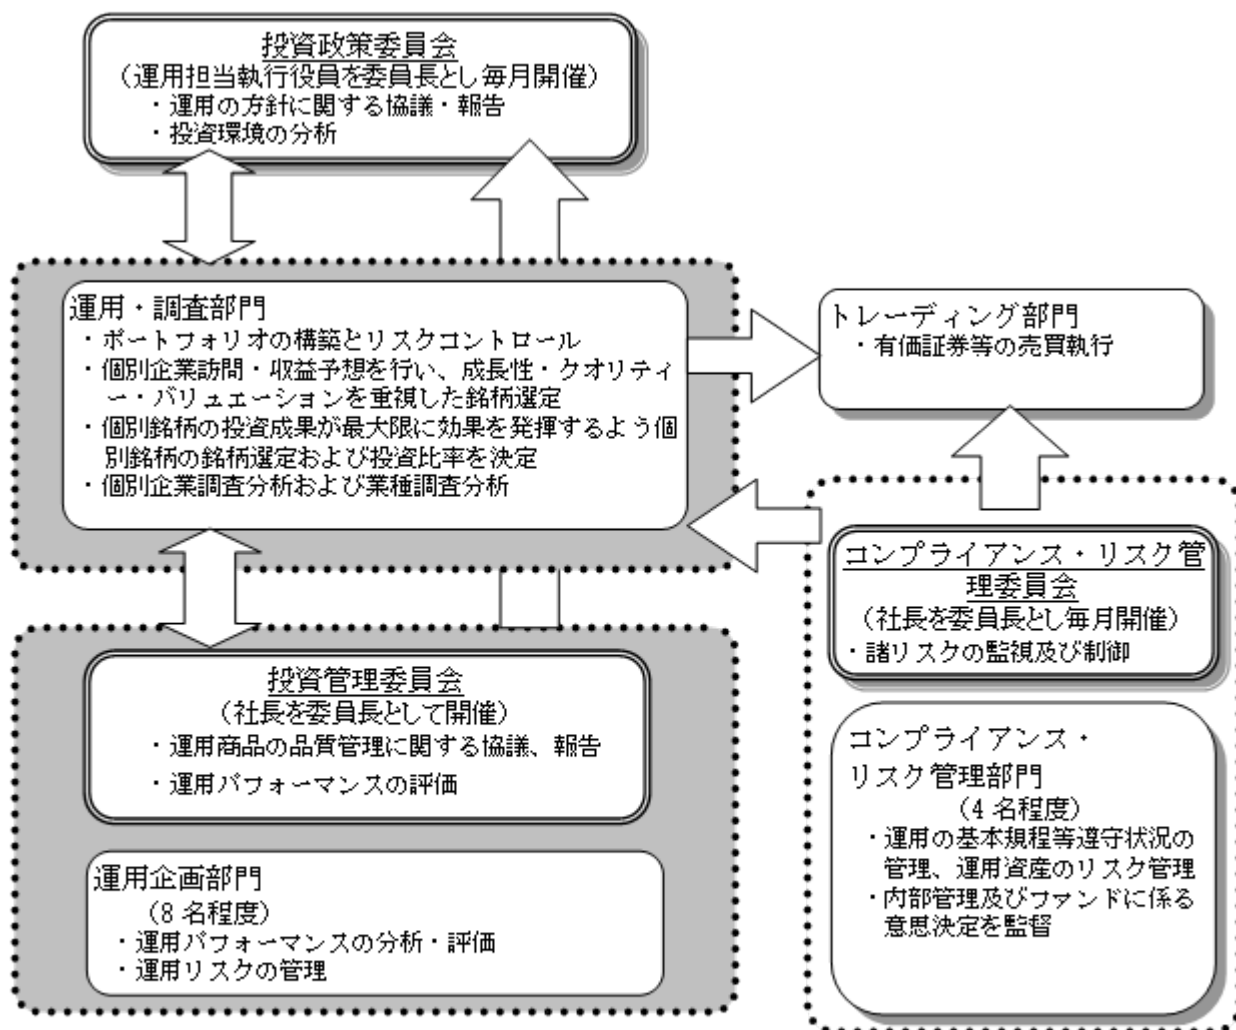 投資政策委員会
（運用担当執行役員を委員長とし毎月開催）
・運用の方針に関する協議・報告
・投資環境の分析
運用・調査部門
・ポートフォリオの構築とリスクコントロール
・個別企業訪問・収益予想を行い、成長性・クオリティ
ー・バリュエーションを重視した銘柄選定
・個別銘柄の投資成果が最大限に効果を発揮するよう個
別銘柄の銘柄選定および投資比率を決定
・個別企業調査分析および業種調査分析
トレーディング部門
・有価証券等の売買執行
コンプライアンス・リスク管
理委員会
（社長を委員長とし毎月開催）
・諸リスクの監視及び制御
投資管理委員会
（社長を委員長として開催）
・運用商品の品質管理に関する協議、報告
・運用パフォーマンスの評価
コンプライアンス・
リスク管理部門
（4 名程度）
・運用の基本規程等遵守状況の
管理、運用資産のリスク管理
・内部管理及びファンドに係る
意思決定を監督
運用企画部門
（8 名程度）
・運用パフォーマンスの分析・評価
・運用リスクの管理